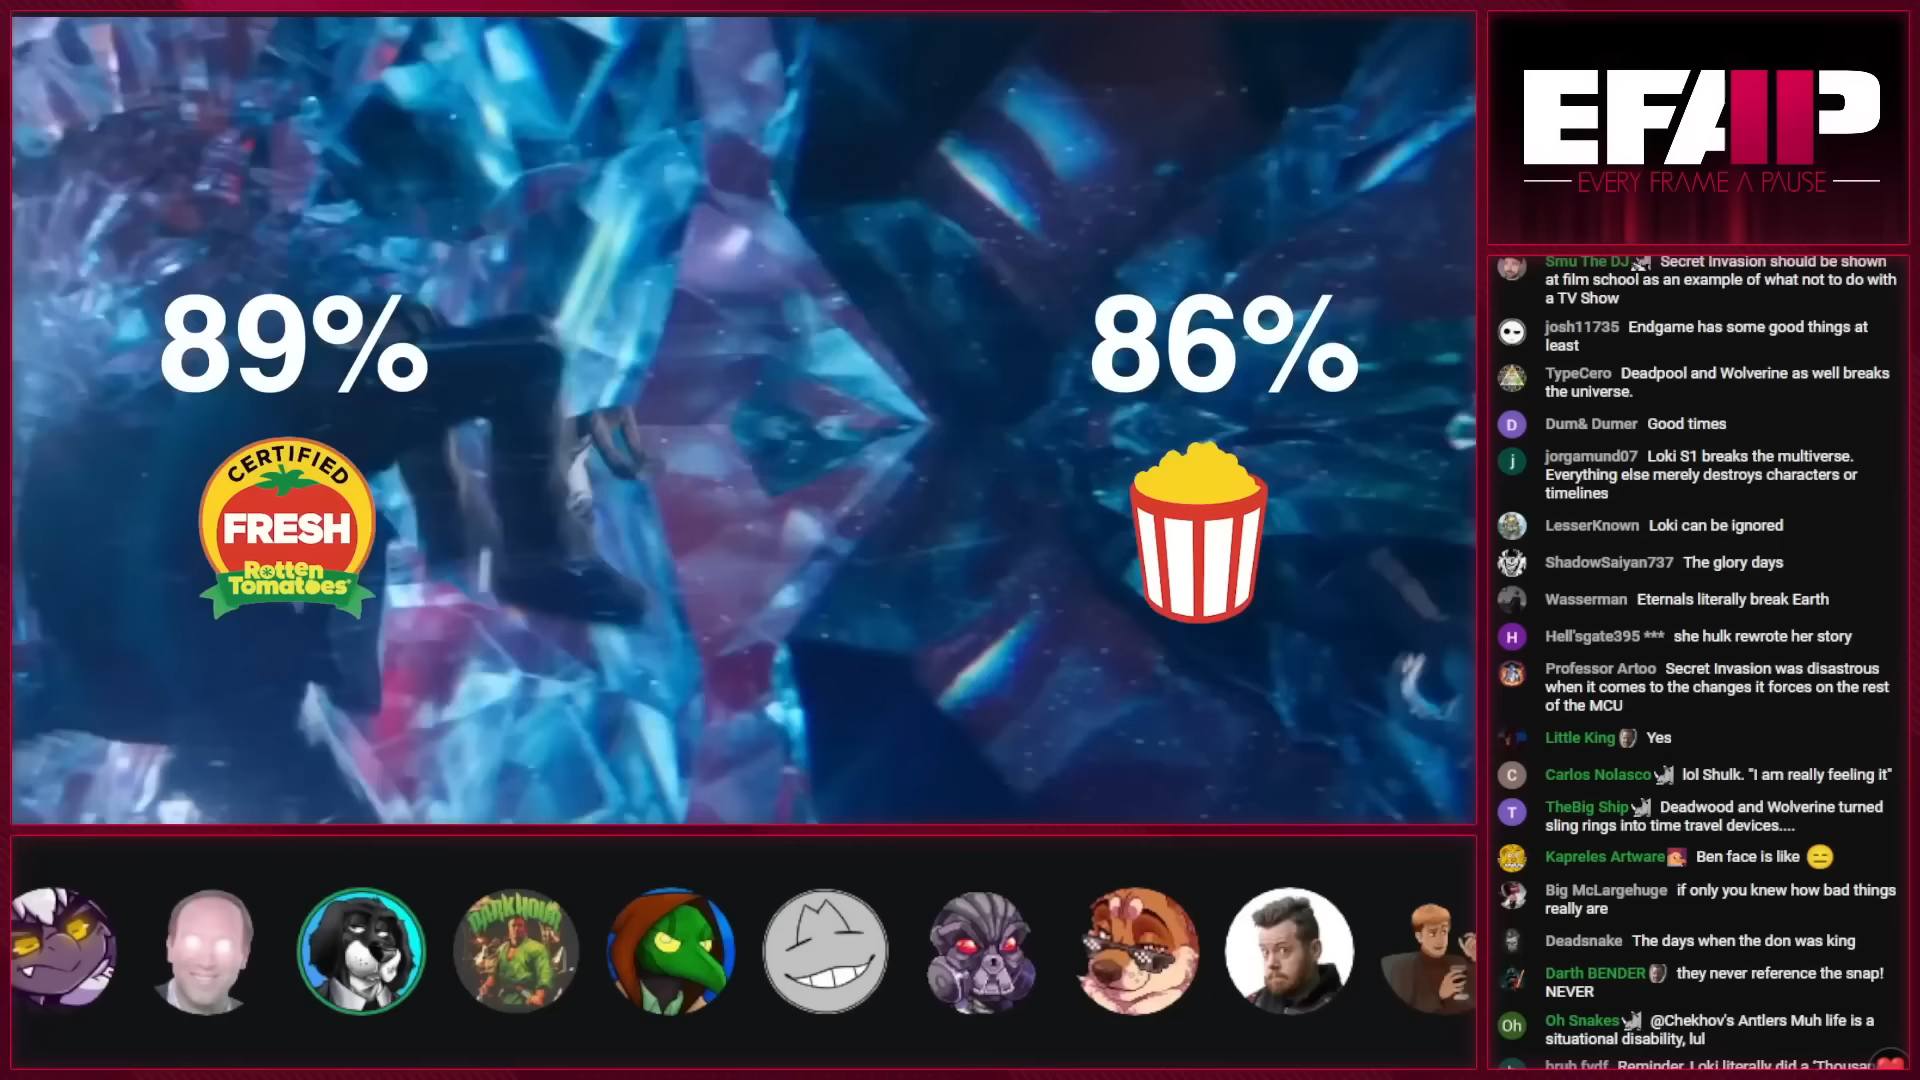 89%
CERTIFIED
FRESH
Rotten
Tomatoes
86%
DARKHOUR
EFAP
EVERY FRAME A PAUSE
Smu The DJ Secret Invasion should be shown
at film school as an example of what not to do with
a TV Show
josh11735 Endgame has some good things at
least
TypeCero Deadpool and Wolverine as well breaks
the universe.
D Dum& Dumer Good times
j jorgamund07 Loki S1 breaks the multiverse.
Everything else merely destroys characters or
timelines
LesserKnown Loki can be ignored
ShadowSaiyan737 The glory days
Wasserman Eternals literally break Earth
H Hell'sgate395 *** she hulk rewrote her story
Professor Artoo Secret Invasion was disastrous
when it comes to the changes it forces on the rest
of the MCU
Little King Yes
C Carlos Nolasco lol Shulk. "I am really feeling it"
T TheBig Ship Deadwood and Wolverine turned
sling rings into time travel devices....
Kapreles Artware Ben face is like 😑
Big McLargehuge if only you knew how bad things
really are
Deadsnake The days when the don was king
Darth BENDER they never reference the snap!
NEVER
Oh Oh Snakes @Chekhov's Antlers Muh life is a
situational disability, lul
bruh fvdf Reminder, Loki literally did a 'Thousan